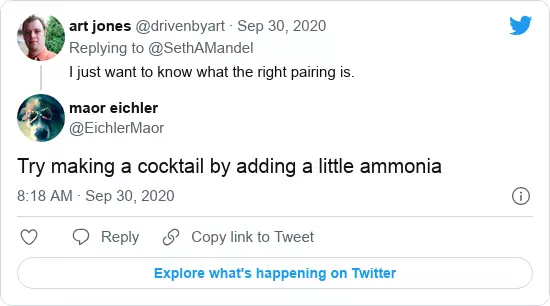 art jones @drivenbyart · Sep 30, 2020
Replying to @SethAMandel
I just want to know what the right pairing is.
maor eichler
@EichlerMaor
Try making a cocktail by adding a little ammonia
8:18 AM · Sep 30, 2020
Reply
Copy link to Tweet
Explore what's happening on Twitter